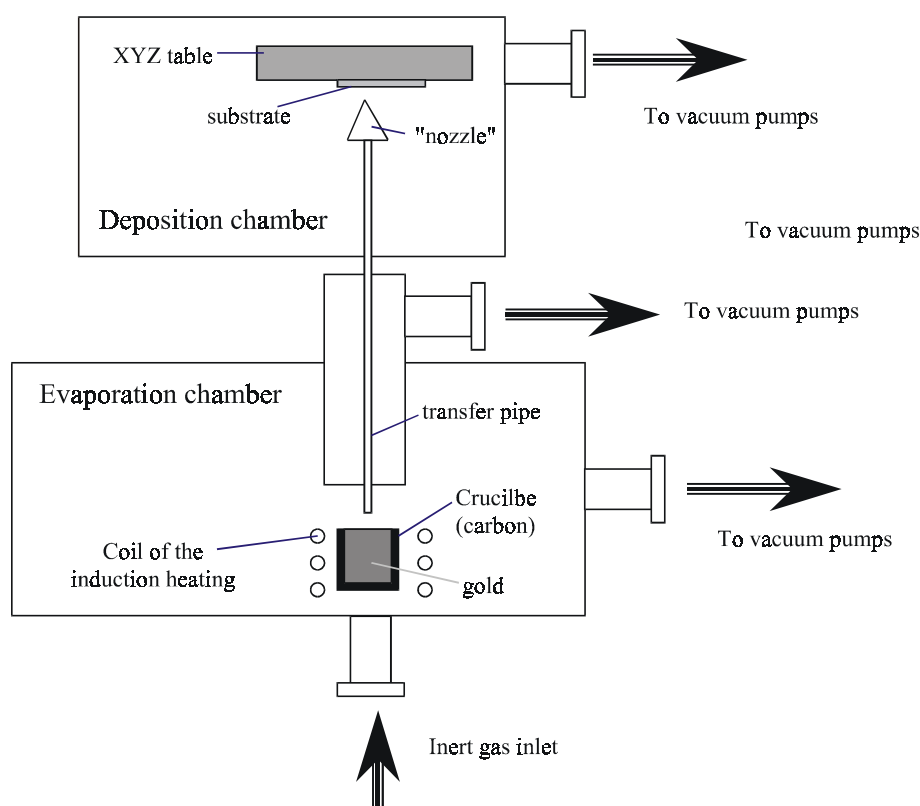 XYZ table
substrate
"nozzle"
To vacuum pumps
Deposition chamber
To vacuum pumps
To vacuum pumps
Evaporation chamber
transfer pipe
Crucilbe
(carbon)
To vacuum pumps
Coil of the
induction heating
gold
Inert gas inlet